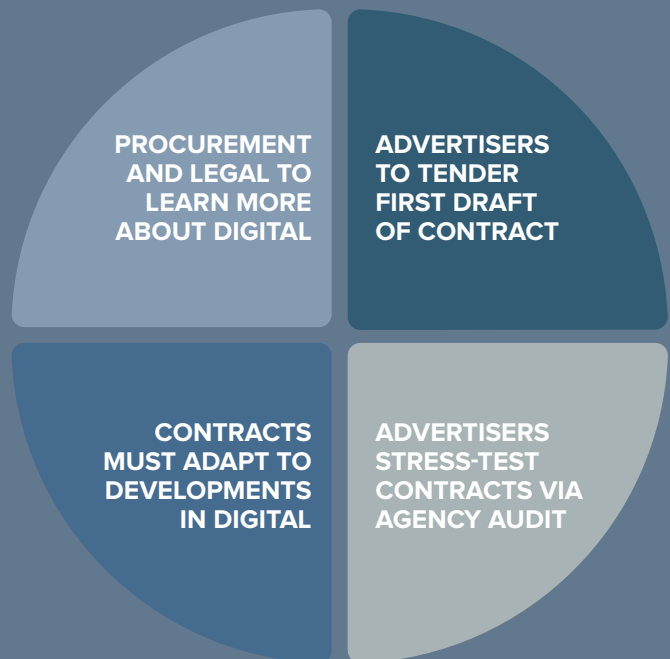 PROCUREMENT
AND LEGAL TO
LEARN MORE
ABOUT DIGITAL
ADVERTISERS
TO TENDER
FIRST DRAFT
OF CONTRACT
CONTRACTS
MUST ADAPT TO
DEVELOPMENTS
IN DIGITAL
ADVERTISERS
STRESS-TEST
CONTRACTS VIA
AGENCY AUDIT